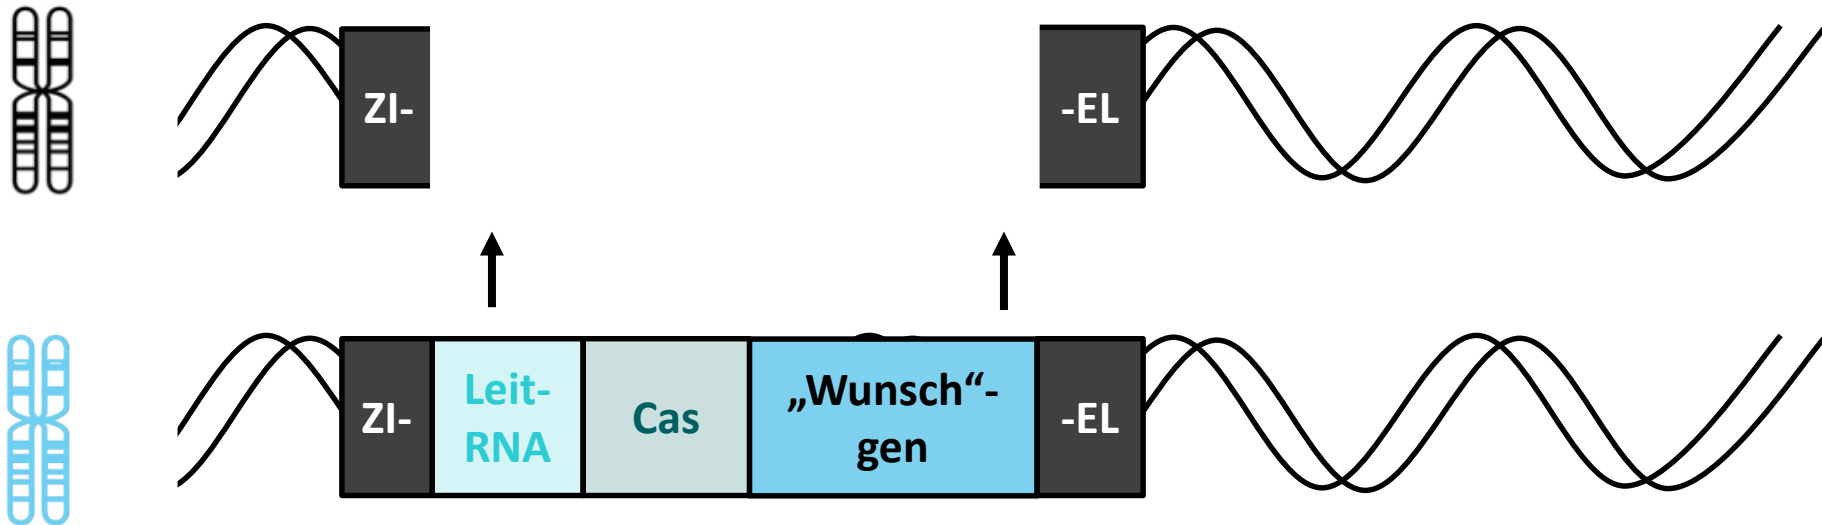 ZI-
-EL
ZI-
Leit-
RNA
Cas
„Wunsch“-
gen
-EL